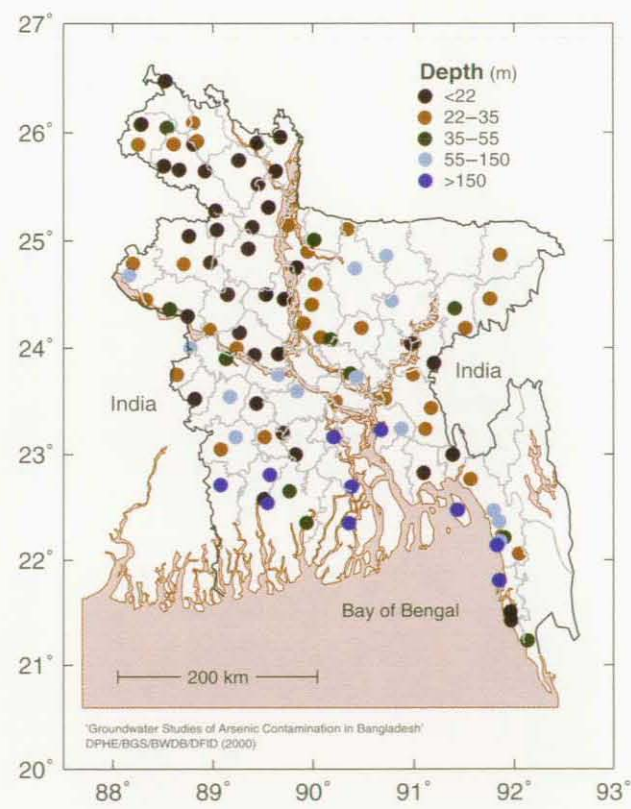 27°
26°
25°
24°
23°
22°
21°
20°
Depth (m)
<22
22–35
35–55
55–150
>150
India
India
Bay of Bengal
200 km
'Groundwater Studies of Arsenic Contamination in Bangladesh'
DPHE/BGS/BWDB/DFID (2000)
88° 89° 90° 91° 92° 93°